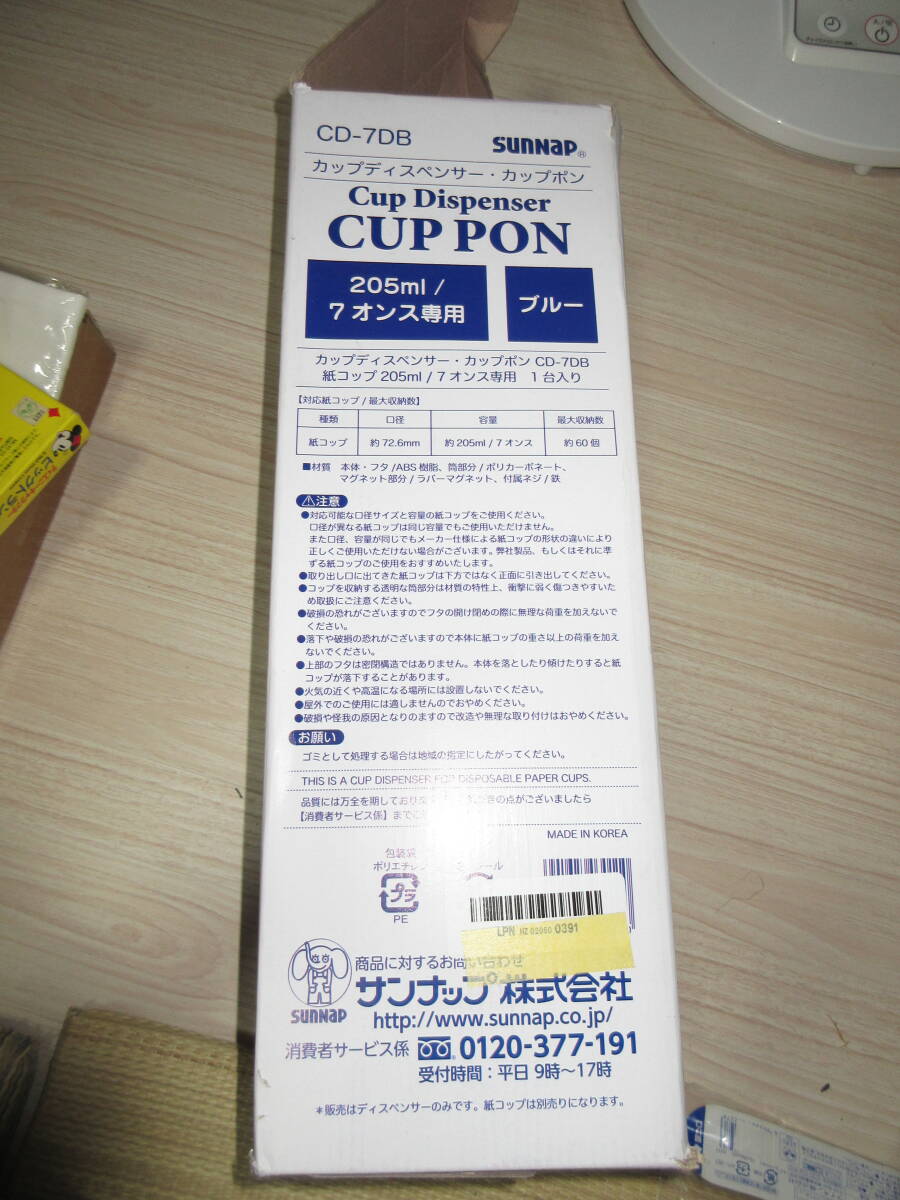 CD-7DB
SUNNAP®
カップディスペンサー・カップポン
Cup Dispenser
CUP PON
205ml /
7 オンス専用
ブルー
カップディスペンサー・カップポン CD-7DB
紙コップ 205ml / 7 オンス専用 1 台入り
【対応紙コップ / 最大収納数】
種類 口径 容量 最大収納数
紙コップ 約 72.6mm 約 205ml / 7 オンス 約 60 個
■材質 本体・フタ /ABS 樹脂、筒部分 / ポリカーボネート、
マグネット部分 / ラバーマグネット、付属ネジ / 鉄
⚠注意
●対応可能な口径サイズと容量の紙コップをご使用ください。
口径が異なる紙コップは同じ容量でもご使用いただけません。
また口径、容量が同じでもメーカー仕様による紙コップの形状の違いにより
正しくご使用いただけない場合がございます。弊社製品、もしくはそれに準
ずる紙コップのご使用をおすすめいたします。
●取り出し口に出てきた紙コップは下方ではなく正面に引き出してください。
●コップを収納する透明な筒部分は材質の特性上、衝撃に弱く傷つきやすいた
め取扱にご注意ください。
●破損の恐れがございますのでフタの開け閉めの際に無理な荷重を加えないで
ください。
●落下や破損の恐れがございますので本体に紙コップの重さ以上の荷重を加え
ないでください。
●上部のフタは密閉構造ではありません。本体を落としたり傾けたりすると紙
コップが落下することがあります。
●火気の近くや高温になる場所には設置しないでください。
●屋外でのご使用には適しませんのでおやめください。
●破損や怪我の原因となりのますので改造や無理な取り付けはおやめください。
お願い
ゴミとして処理する場合は地域の指定にしたがってください。
THIS IS A CUP DISPENSER FOR DISPOSABLE PAPER CUPS.
品質には万全を期しており きの点がございましたら
【消費者サービス係】まで
MADE IN KOREA
包装袋
ポリエチレン
プラ
PE
LPN HZ 02060 0391
商品に対するお問い合わせ
サンナップ 株式会社
SUNNAP
http://www.sunnap.co.jp/
消費者サービス係 0120-377-191
受付時間：平日 9時〜17時
＊販売はディスペンサーのみです。紙コップは別売りになります。